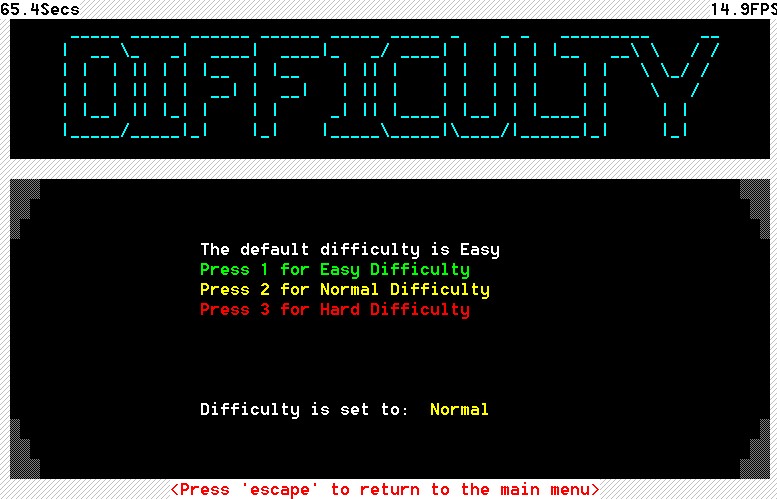 65.4Secs 14.9FPS
DIFFICULTY
The default difficulty is Easy
Press 1 for Easy Difficulty
Press 2 for Normal Difficulty
Press 3 for Hard Difficulty
Difficulty is set to: Normal
<Press 'escape' to return to the main menu>